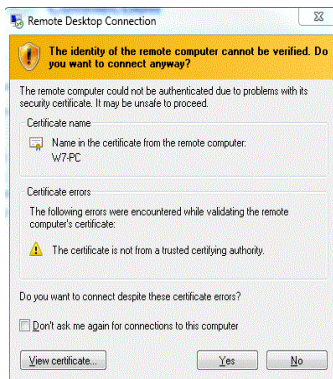 Remote Desktop Connection
The identity of the remote computer cannot be verified. Do
you want to connect anyway?
The remote computer could not be authenticated due to problems with its
security certificate. It may be unsafe to proceed.
Certificate name
Name in the certificate from the remote computer:
W7-PC
Certificate errors
The following errors were encountered while validating the remote
computer's certificate:
The certificate is not from a trusted certifying authority.
Do you want to connect despite these certificate errors?
Don't ask me again for connections to this computer
View certificate... Yes No